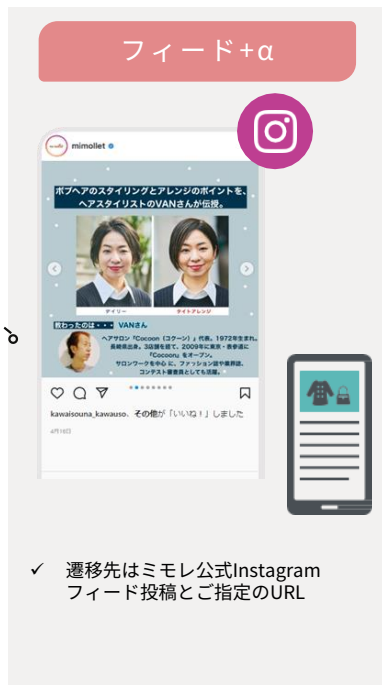 フィード+α
mimollet
ボブヘアのスタイリングとアレンジのポイントを、
ヘアスタイリストのVANさんが伝授。
デイリー
タイトアレンジ
教わったのは・・・ VANさん
ヘアサロン「Cocoon（コクーン）」代表。1972年生まれ。
長崎県出身。3店舗を経て、2009年に東京・表参道に
「Cocoon」をオープン。
サロンワークを中心に、ファッション誌や業界誌、
コンテスト審査員としても活躍。
kawaisouna_kawauso、その他が「いいね！」しました
4月16日
✓ 遷移先はミモレ公式Instagram
フィード投稿とご指定のURL